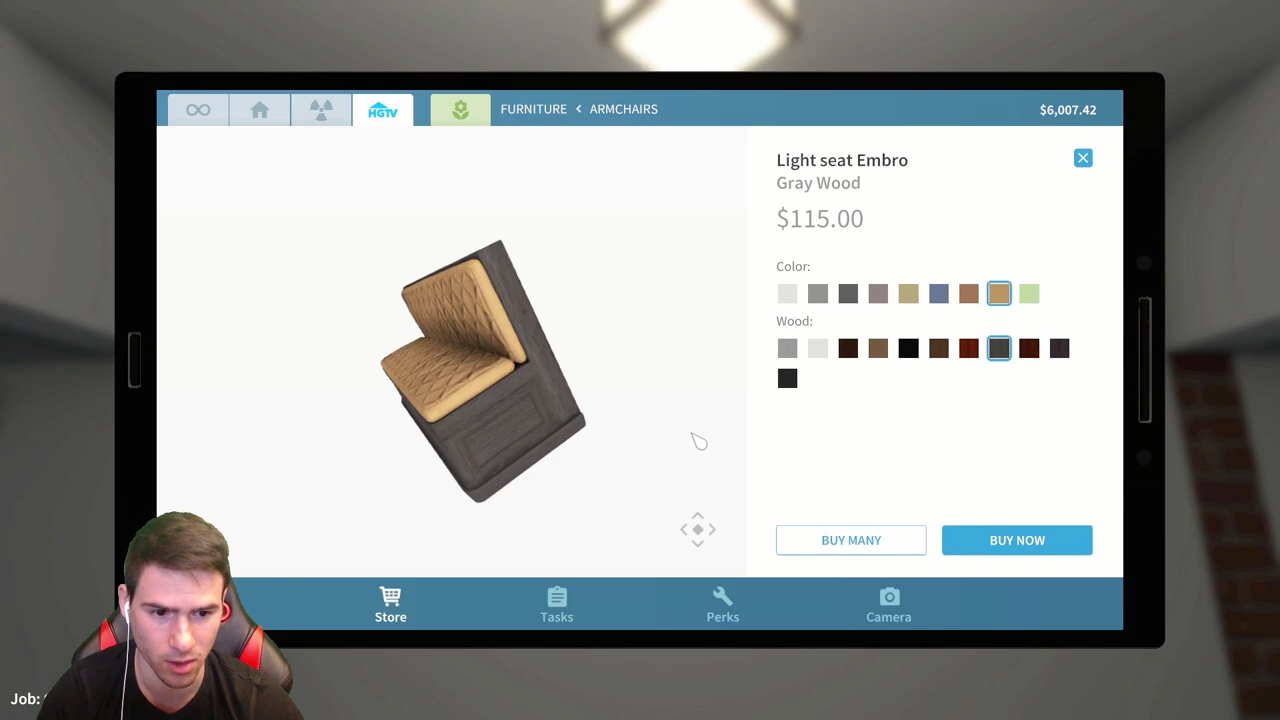 HGTV
FURNITURE < ARMCHAIRS
$6,007.42
Light seat Embro
Gray Wood
$115.00
Color:
Wood:
BUY MANY
BUY NOW
Store
Tasks
Perks
Camera
Job: